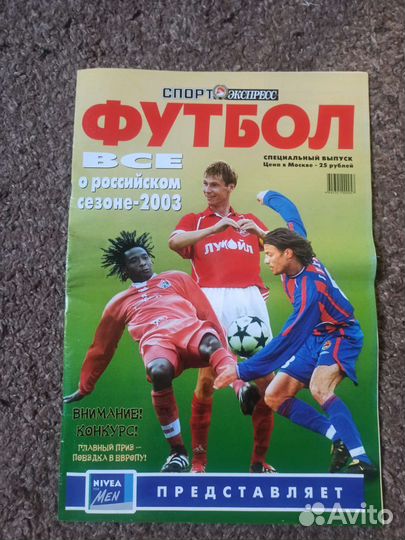 СПОРТ ЭКСПРЕСС
ФУТБОЛ
ВСЕ
о российском
сезоне-2003
СПЕЦИАЛЬНЫЙ ВЫПУСК
Цена в Москве - 25 рублей
ЛУКОЙЛ
ВНИМАНИЕ!
КОНКУРС!
ГЛАВНЫЙ ПРИЗ –
ПОЕЗДКА В ЕВРОПУ!
NIVEA
FOR MEN
ПРЕДСТАВЛЯЕТ
Avito